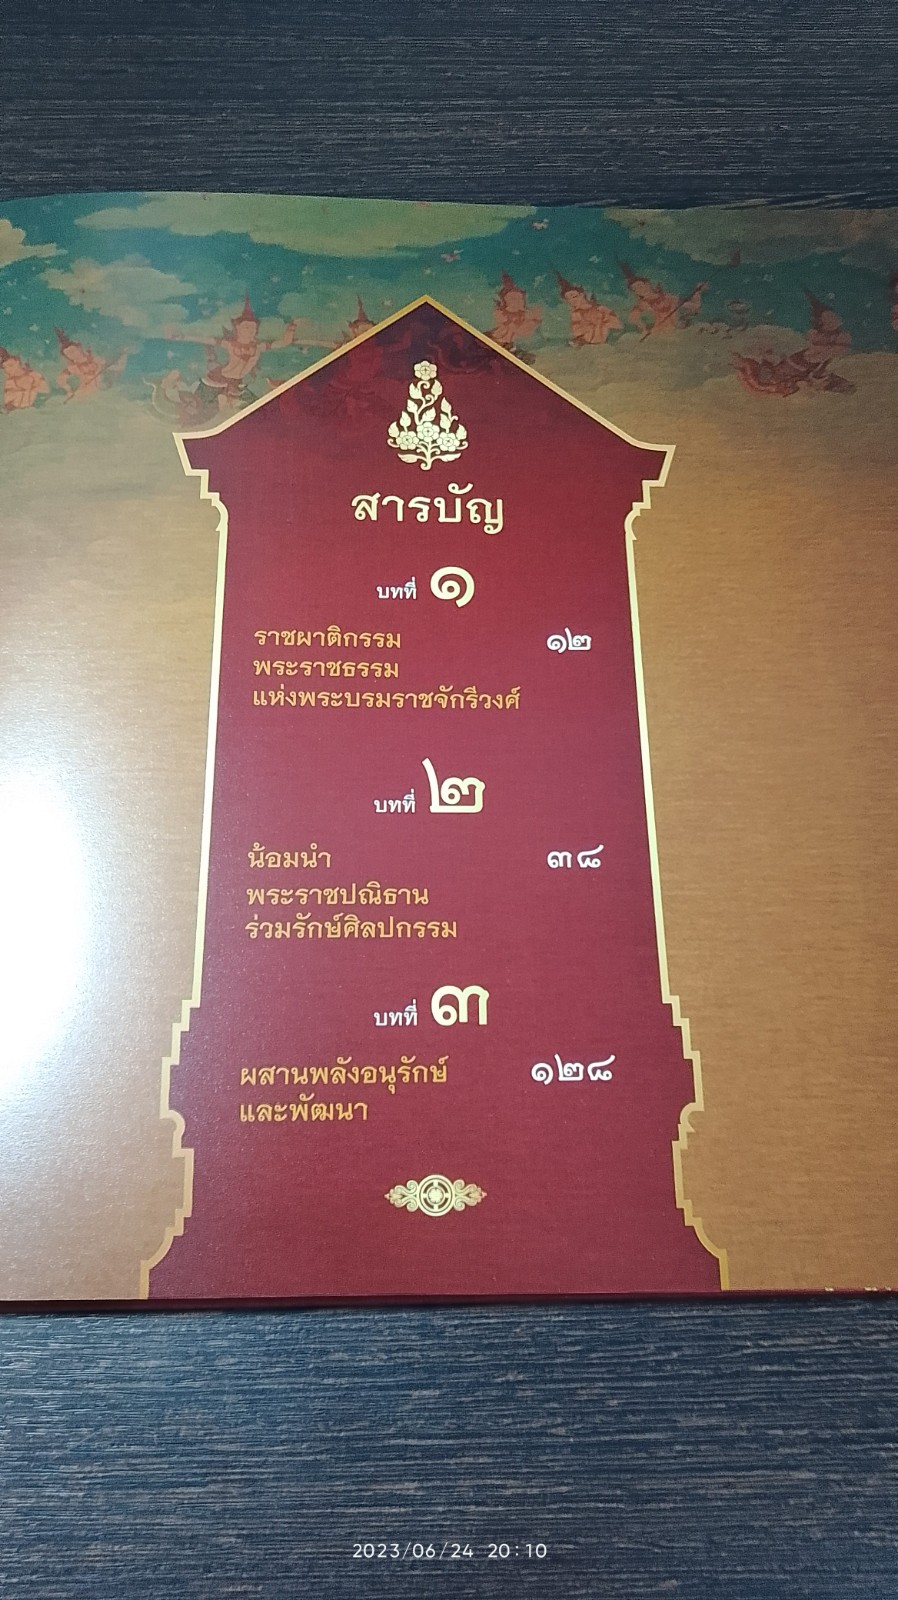 สารบัญ
บทที่ ๑
ราชผาติกรรม ๑๒
พระราชธรรม
แห่งพระบรมราชจักรีวงศ์
บทที่ ๒
น้อมนำ ๓๘
พระราชปณิธาน
ร่วมรักษ์ศิลปกรรม
บทที่ ๓
ผสานพลังอนุรักษ์ ๑๒๘
และพัฒนา
2023/06/24 20:10